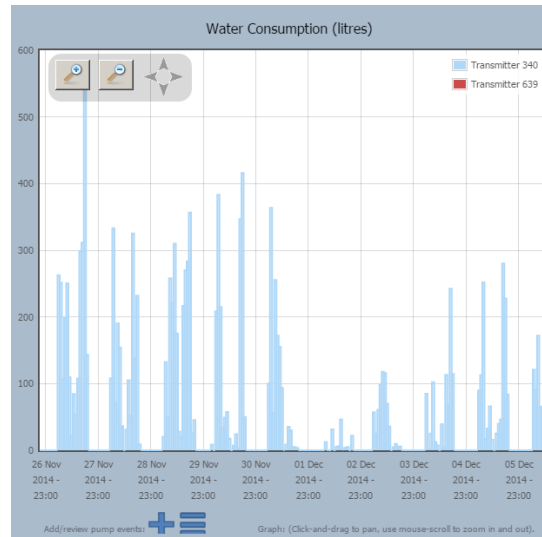 Water Consumption (litres)
600
500
400
300
200
100
0
Transmitter 340
Transmitter 639
26 Nov 2014 - 23:00
27 Nov 2014 - 23:00
28 Nov 2014 - 23:00
29 Nov 2014 - 23:00
30 Nov 2014 - 23:00
01 Dec 2014 - 23:00
02 Dec 2014 - 23:00
03 Dec 2014 - 23:00
04 Dec 2014 - 23:00
05 Dec 2014 - 23:00
Add/review pump events:
Graph: (Click-and-drag to pan, use mouse-scroll to zoom in and out).